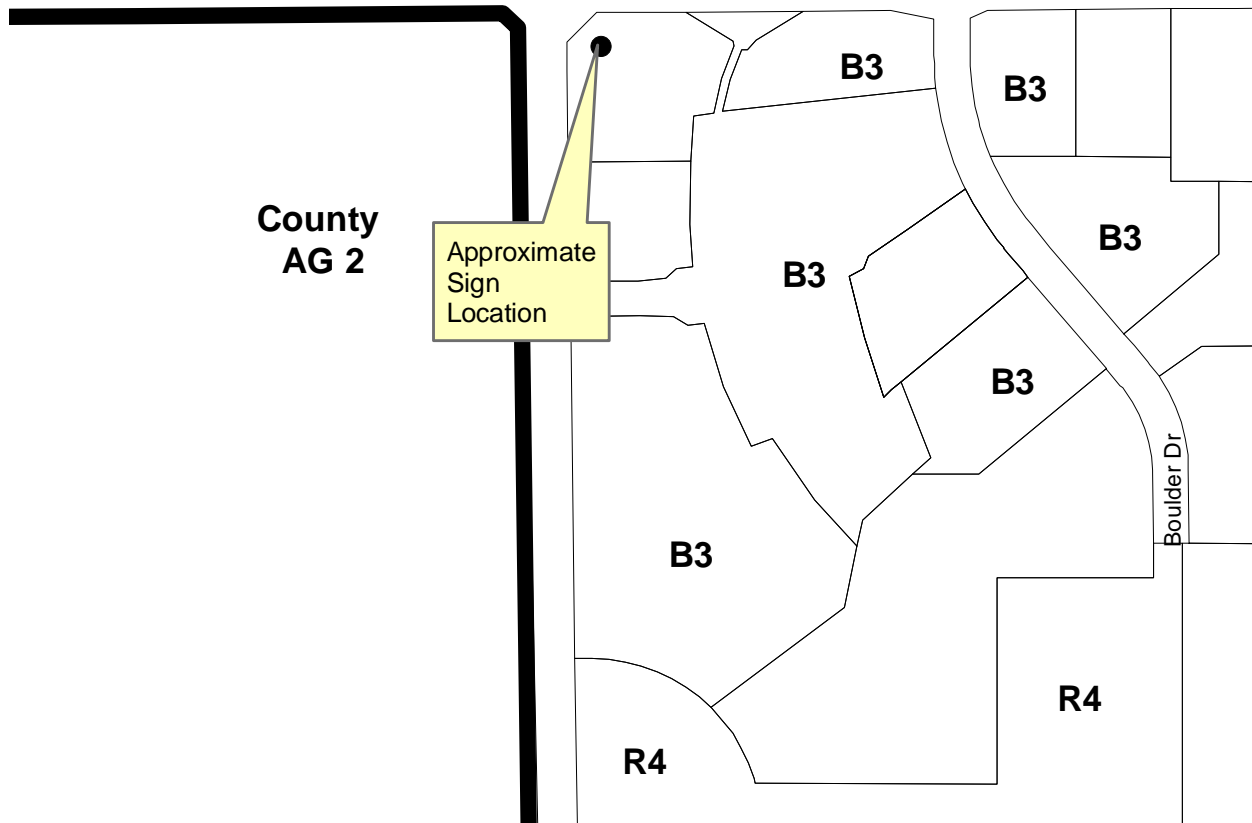 B3
B3
County
AG 2
Approximate
Sign
Location
B3
B3
B3
Boulder Dr
B3
R4
R4